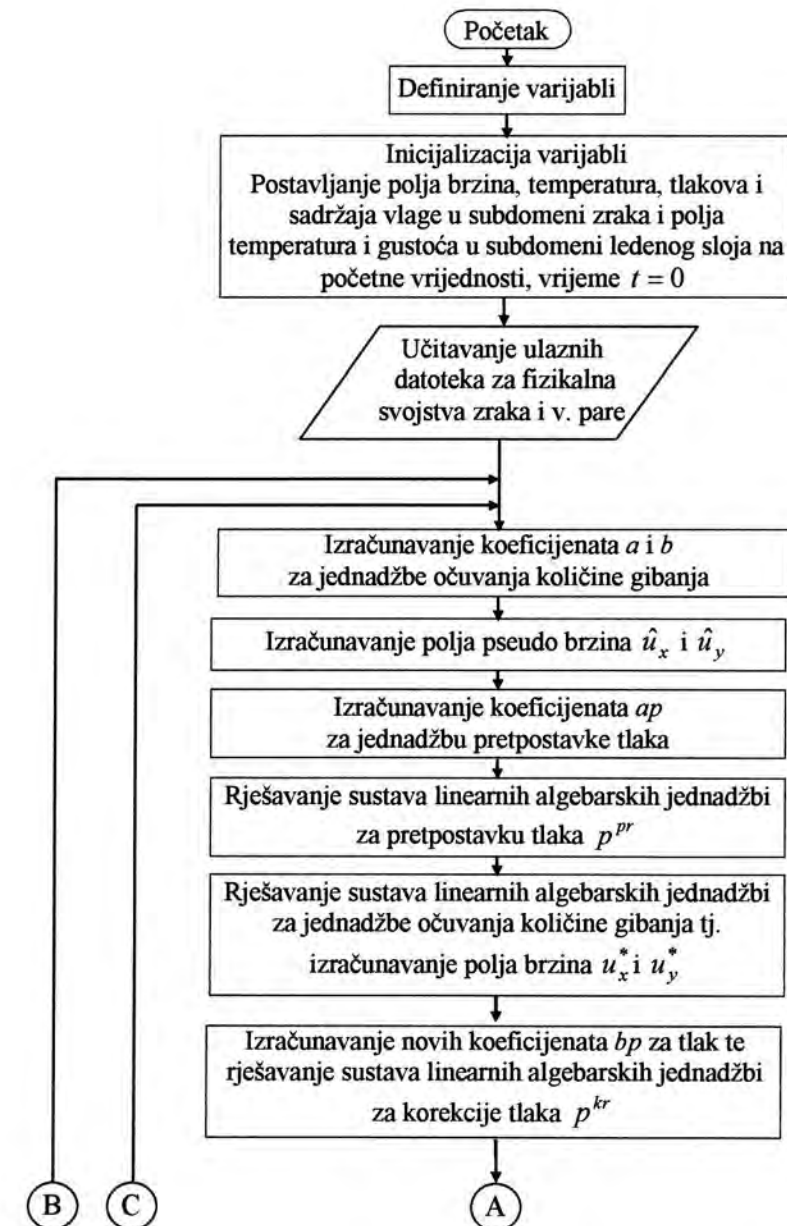 Početak
Definiranje varijabli
Inicijalizacija varijabli
Postavljanje polja brzina, temperatura, tlakova i
sadržaja vlage u subdomeni zraka i polja
temperatura i gustoća u subdomeni ledenog sloja na
početne vrijednosti, vrijeme t = 0
Učitavanje ulaznih
datoteka za fizikalna
svojstva zraka i v. pare
Izračunavanje koeficijenata a i b
za jednadžbe očuvanja količine gibanja
Izračunavanje polja pseudo brzina û_x i û_y
Izračunavanje koeficijenata ap
za jednadžbu pretpostavke tlaka
Rješavanje sustava linearnih algebarskih jednadžbi
za pretpostavku tlaka p^{pr}
Rješavanje sustava linearnih algebarskih jednadžbi
za jednadžbe očuvanja količine gibanja tj.
izračunavanje polja brzina u_x^* i u_y^*
Izračunavanje novih koeficijenata bp za tlak te
rješavanje sustava linearnih algebarskih jednadžbi
za korekcije tlaka p^{kr}
B C A